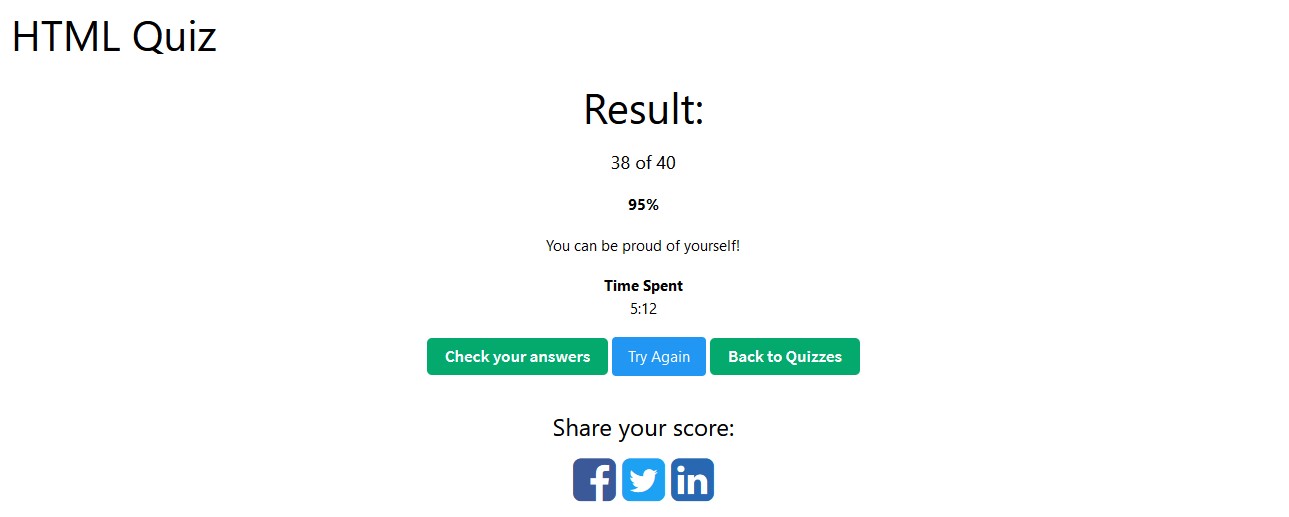 HTML Quiz
Result:
38 of 40
95%
You can be proud of yourself!
Time Spent
5:12
Check your answers Try Again Back to Quizzes
Share your score: